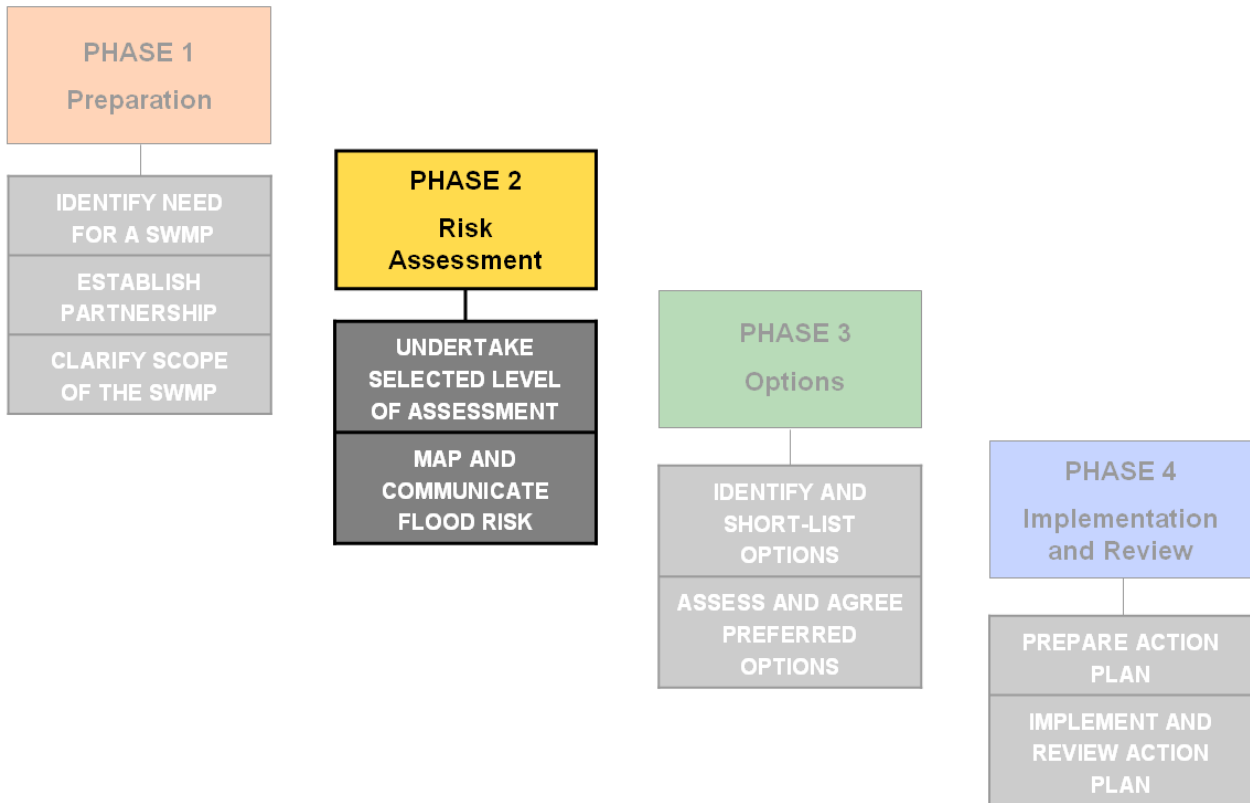 PHASE 1
Preparation
IDENTIFY NEED
FOR A SWMP
ESTABLISH
PARTNERSHIP
CLARIFY SCOPE
OF THE SWMP
PHASE 2
Risk
Assessment
UNDERTAKE
SELECTED LEVEL
OF ASSESSMENT
MAP AND
COMMUNICATE
FLOOD RISK
PHASE 3
Options
IDENTIFY AND
SHORT-LIST
OPTIONS
ASSESS AND AGREE
PREFERRED
OPTIONS
PHASE 4
Implementation
and Review
PREPARE ACTION
PLAN
IMPLEMENT AND
REVIEW ACTION
PLAN